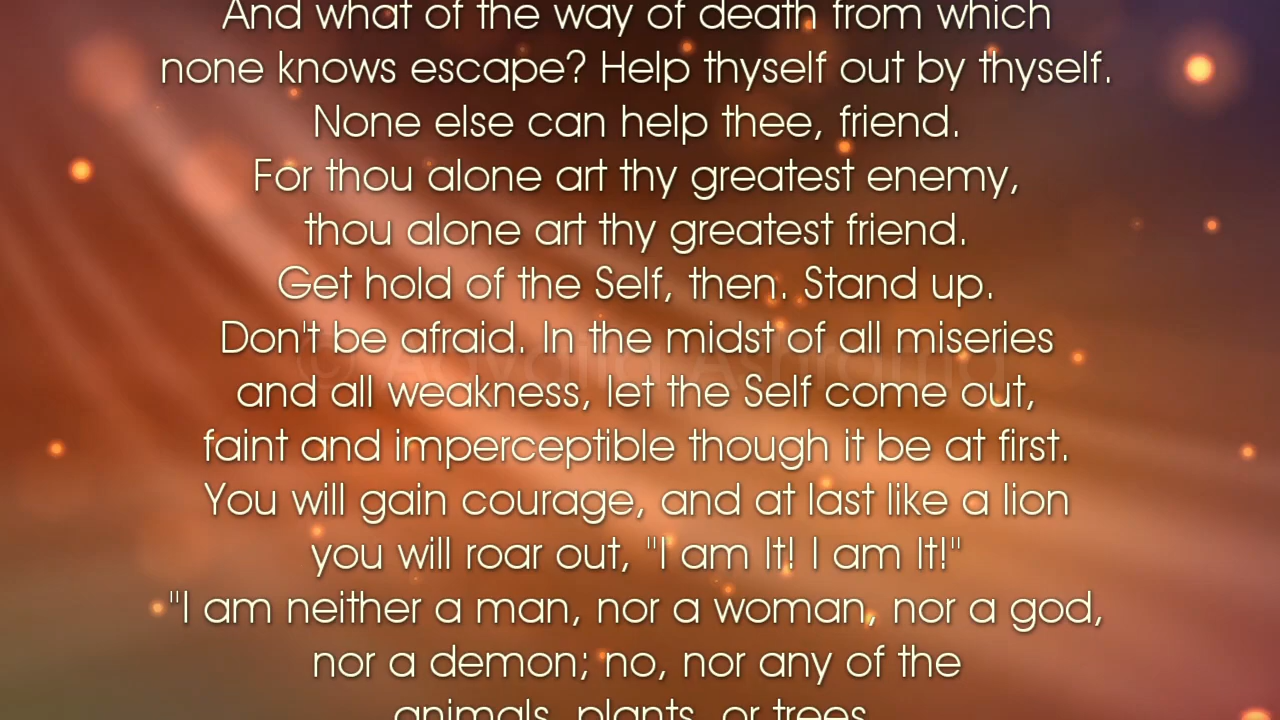 And what of the way of death from which
none knows escape? Help thyself out by thyself.
None else can help thee, friend.
For thou alone art thy greatest enemy,
thou alone art thy greatest friend.
Get hold of the Self, then. Stand up.
Don't be afraid. In the midst of all miseries
and all weakness, let the Self come out,
faint and imperceptible though it be at first.
You will gain courage, and at last like a lion
you will roar out, "I am It! I am It!"
"I am neither a man, nor a woman, nor a god,
nor a demon; no, nor any of the
animals, plants, or trees.